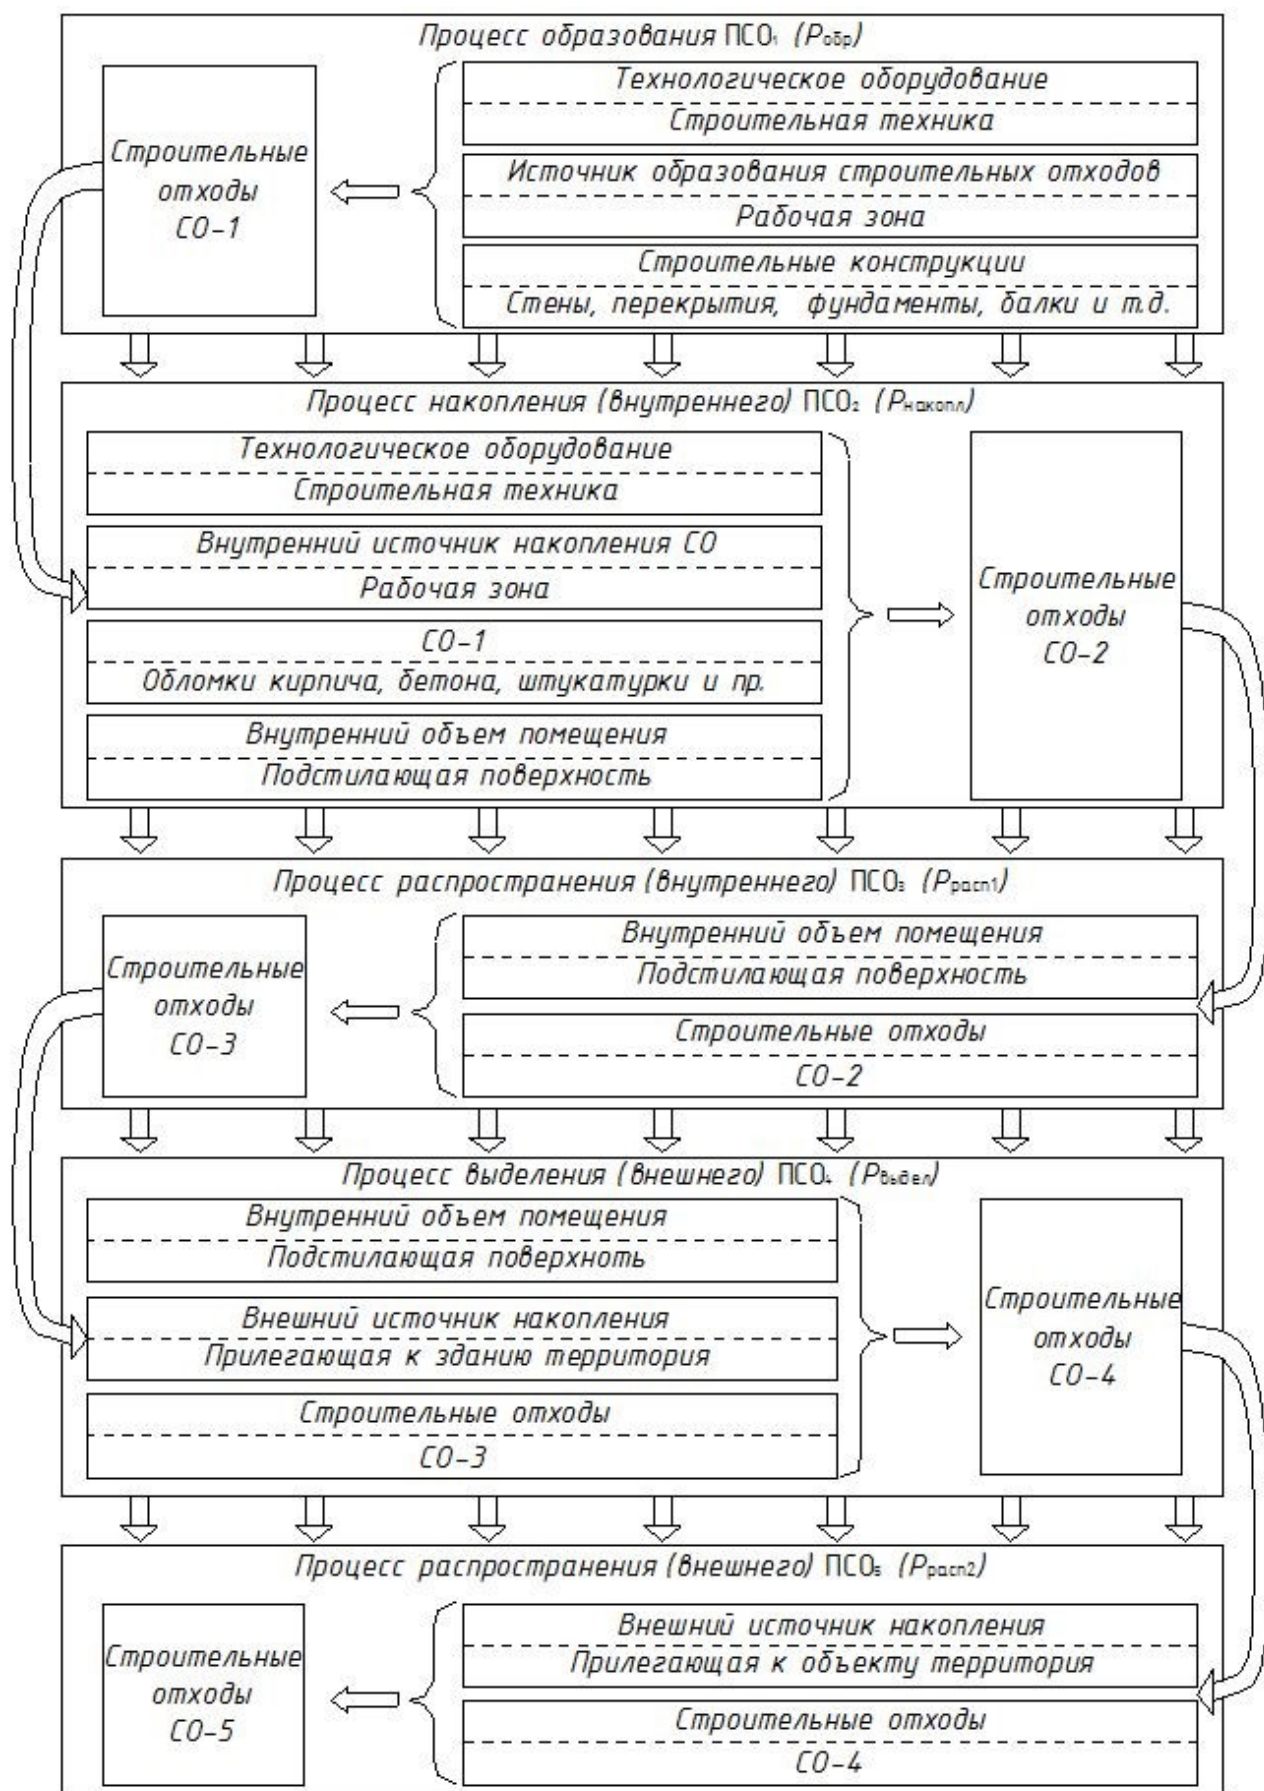 Процесс образования ПСО₁ (Робр)
Строительные
отходы
СО-1
Технологическое оборудование
Строительная техника
Источник образования строительных отходов
Рабочая зона
Строительные конструкции
Стены, перекрытия, фундаменты, балки и т.д.
Процесс накопления (внутреннего) ПСО₂ (Рнакопл)
Технологическое оборудование
Строительная техника
Внутренний источник накопления СО
Рабочая зона
СО-1
Обломки кирпича, бетона, штукатурки и пр.
Внутренний объем помещения
Подстилающая поверхность
Строительные
отходы
СО-2
Процесс распространения (внутреннего) ПСО₃ (Ррасп1)
Строительные
отходы
СО-3
Внутренний объем помещения
Подстилающая поверхность
Строительные отходы
СО-2
Процесс выделения (внешнего) ПСО₄ (Рвыдел)
Внутренний объем помещения
Подстилающая поверхноть
Внешний источник накопления
Прилегающая к зданию территория
Строительные отходы
СО-3
Строительные
отходы
СО-4
Процесс распространения (внешнего) ПСО₅ (Ррасп2)
Строительные
отходы
СО-5
Внешний источник накопления
Прилегающая к объекту территория
Строительные отходы
СО-4